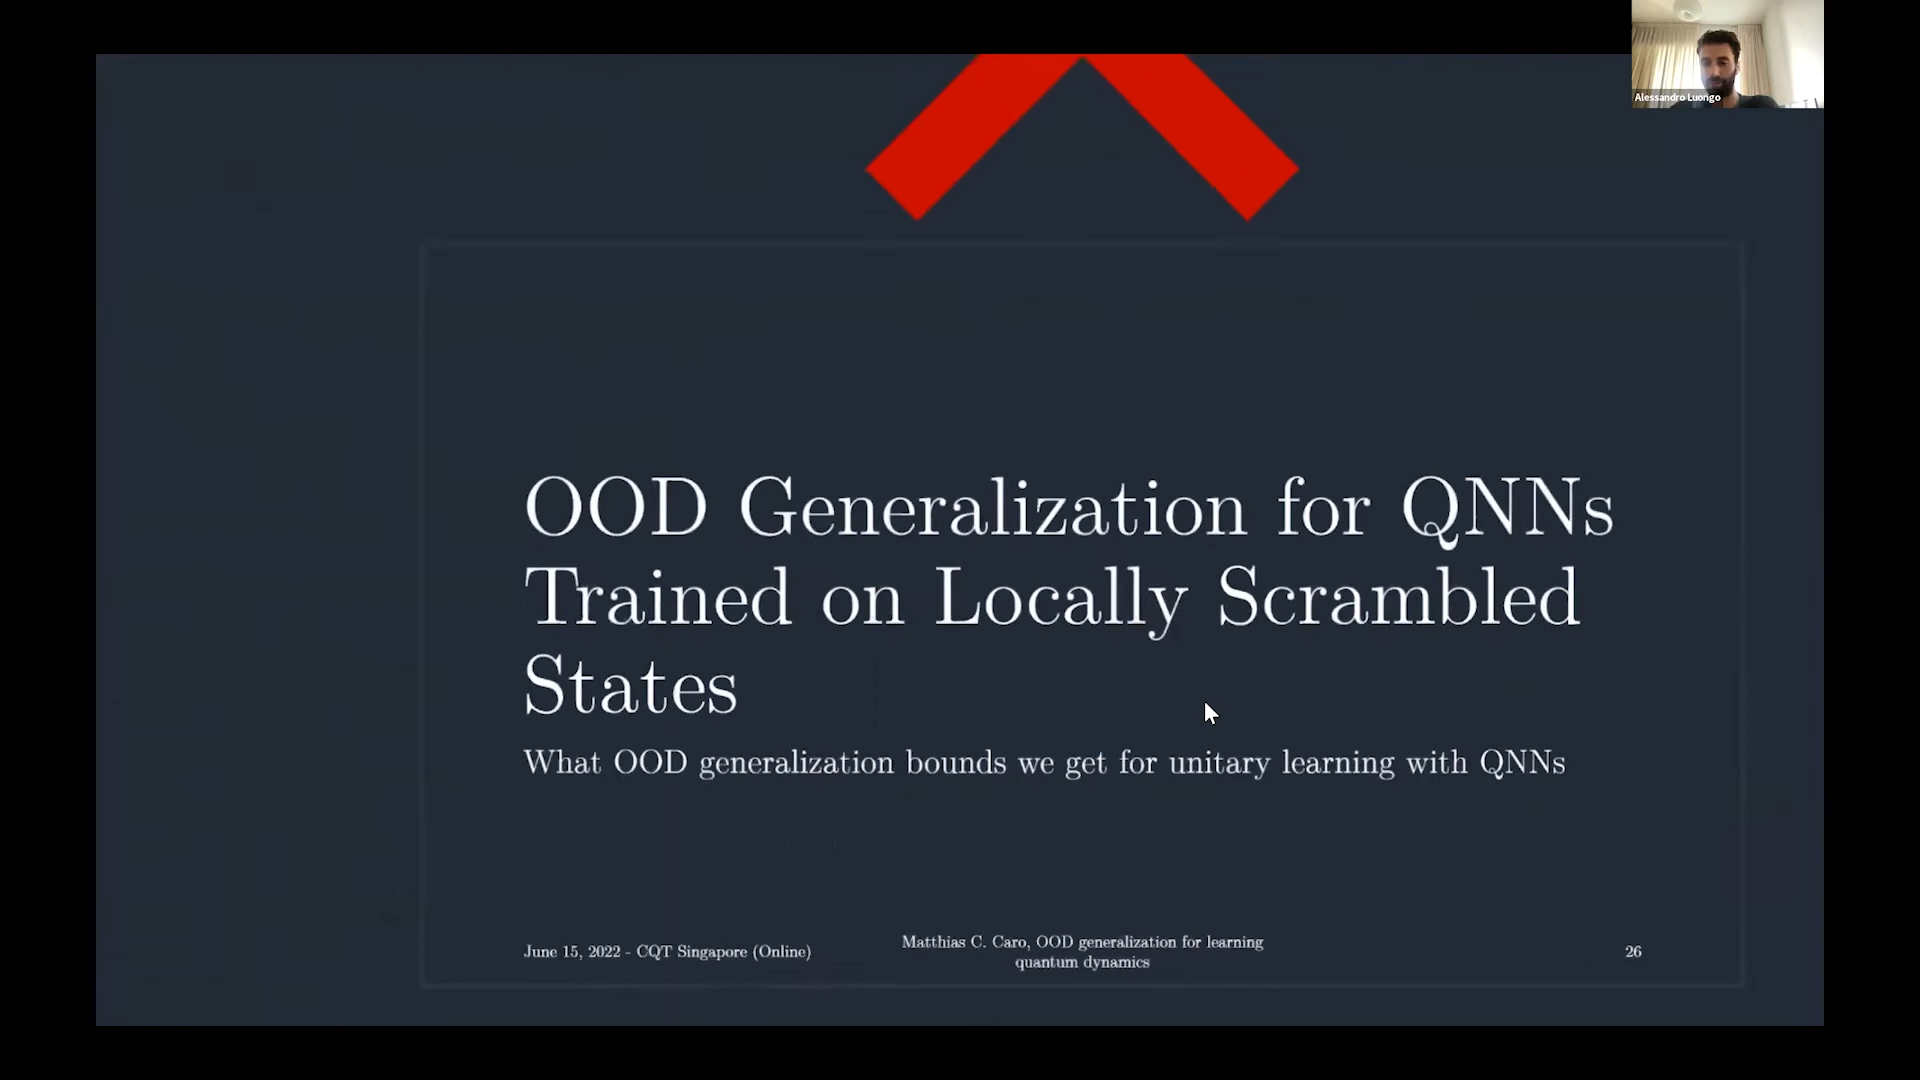 Alessandro Luongo
OOD Generalization for QNNs
Trained on Locally Scrambled
States
What OOD generalization bounds we get for unitary learning with QNNs
June 15, 2022 - CQT Singapore (Online)
Matthias C. Caro, OOD generalization for learning
quantum dynamics
26